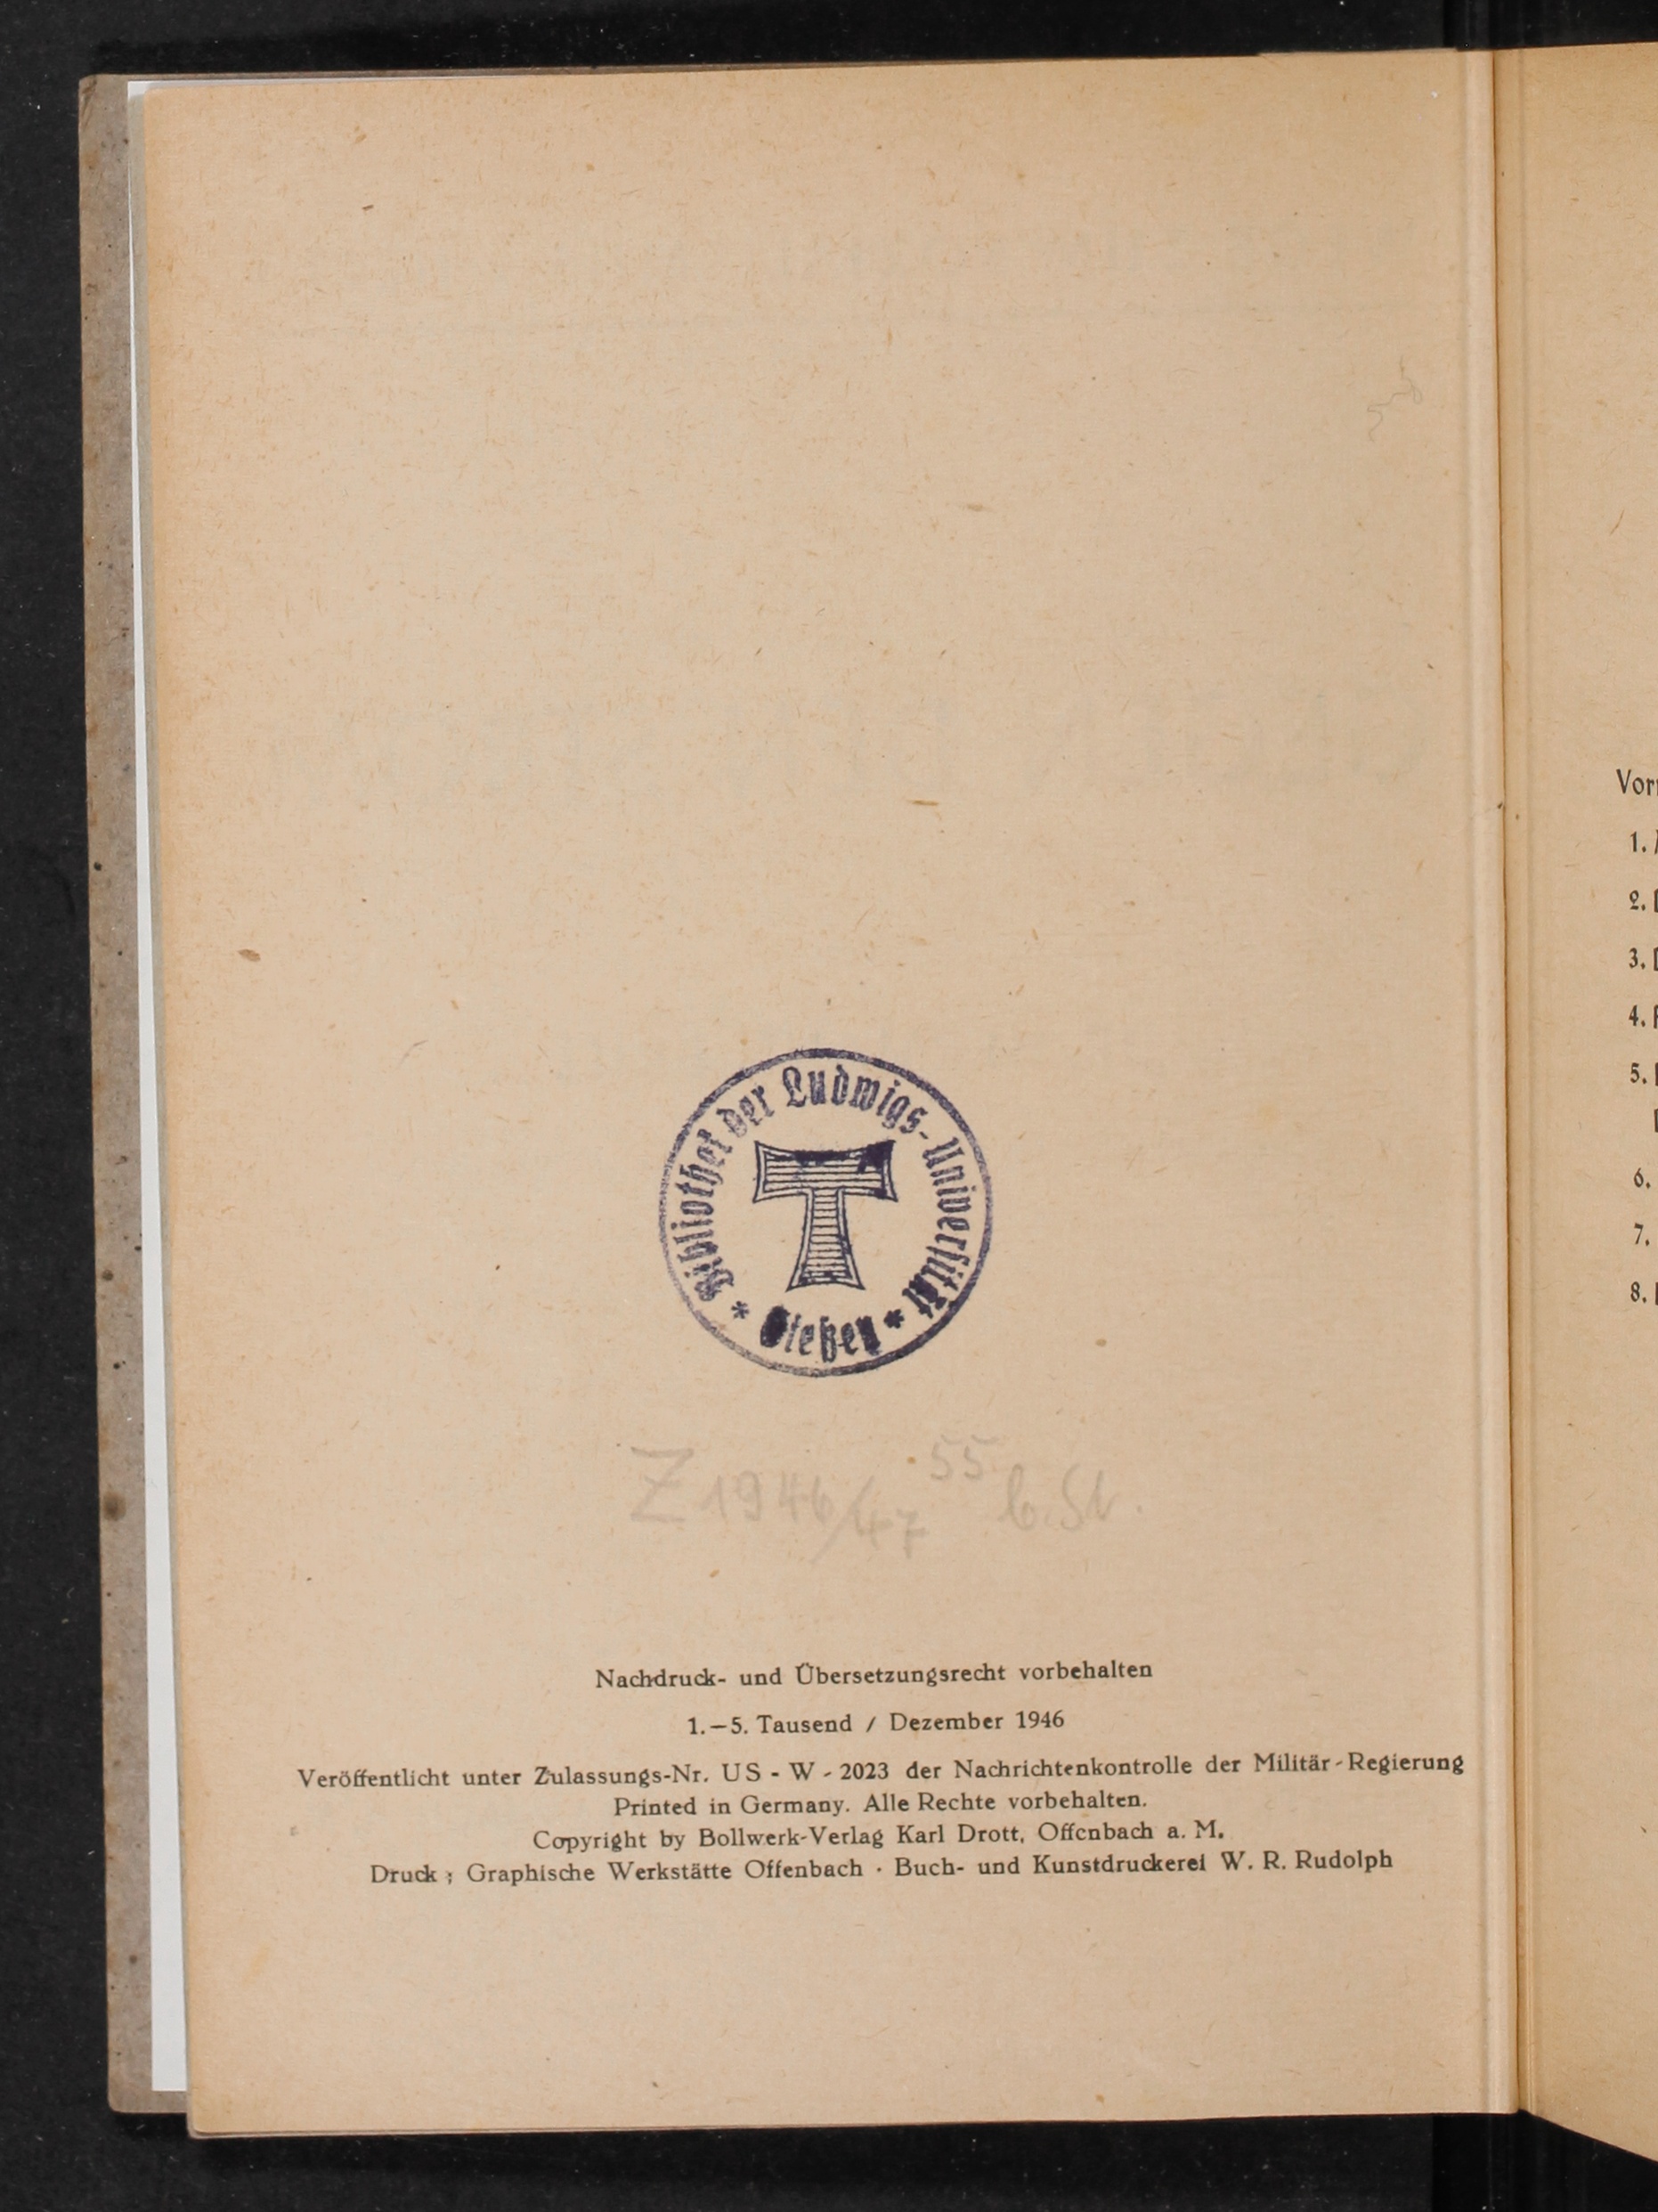 Bibliothek der Ludwigs-Universität
* Gießen *
Z 1946/47 55
Nachdruck- und Übersetzungsrecht vorbehalten
1.—5. Tausend / Dezember 1946
Veröffentlicht unter Zulassungs-Nr. US - W - 2023 der Nachrichtenkontrolle der Militär-Regierung
Printed in Germany. Alle Rechte vorbehalten.
Copyright by Bollwerk-Verlag Karl Drott, Offenbach a. M.
Druck : Graphische Werkstätte Offenbach · Buch- und Kunstdruckerei W. R. Rudolph
1.
2.
3.
4.
5.
6.
7.
8.